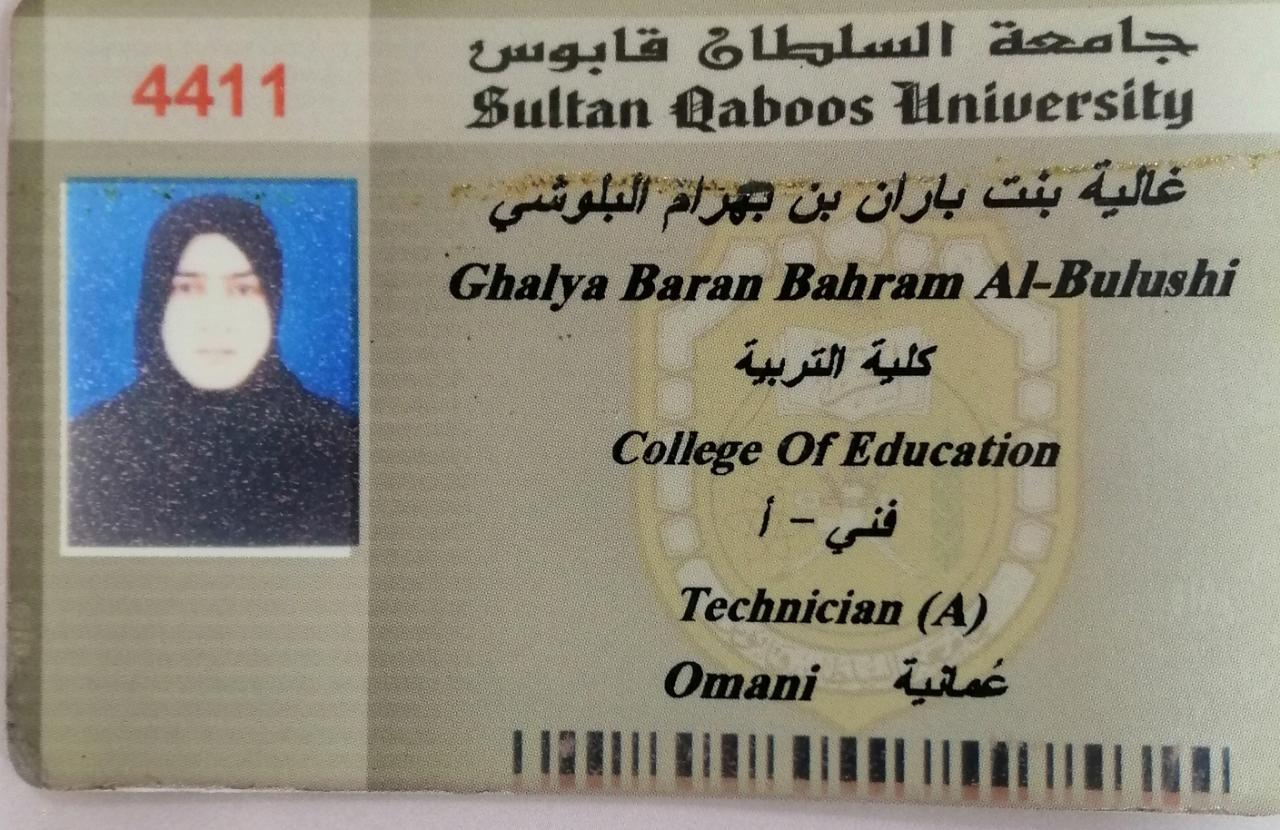 4411
جامعة السلطان قابوس
Sultan Qaboos University
غالية بنت باران بن بهرام البلوشي
Ghalya Baran Bahram Al-Bulushi
كلية التربية
College Of Education
فني - أ
Technician (A)
Omani عُمانية